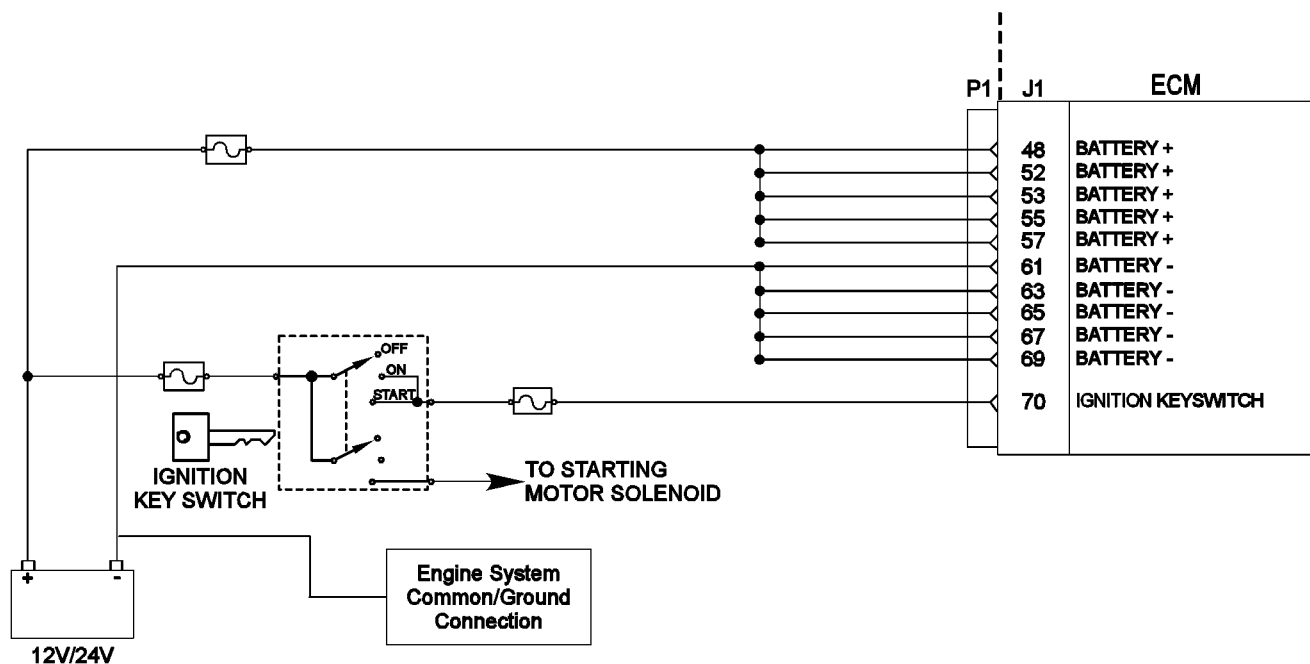 P1 J1 ECM
48 BATTERY +
52 BATTERY +
53 BATTERY +
55 BATTERY +
57 BATTERY +
61 BATTERY -
63 BATTERY -
65 BATTERY -
67 BATTERY -
69 BATTERY -
70 IGNITION KEYSWITCH
OFF
ON
START
IGNITION
KEY SWITCH
TO STARTING
MOTOR SOLENOID
+ -
12V/24V
Engine System
Common/Ground
Connection